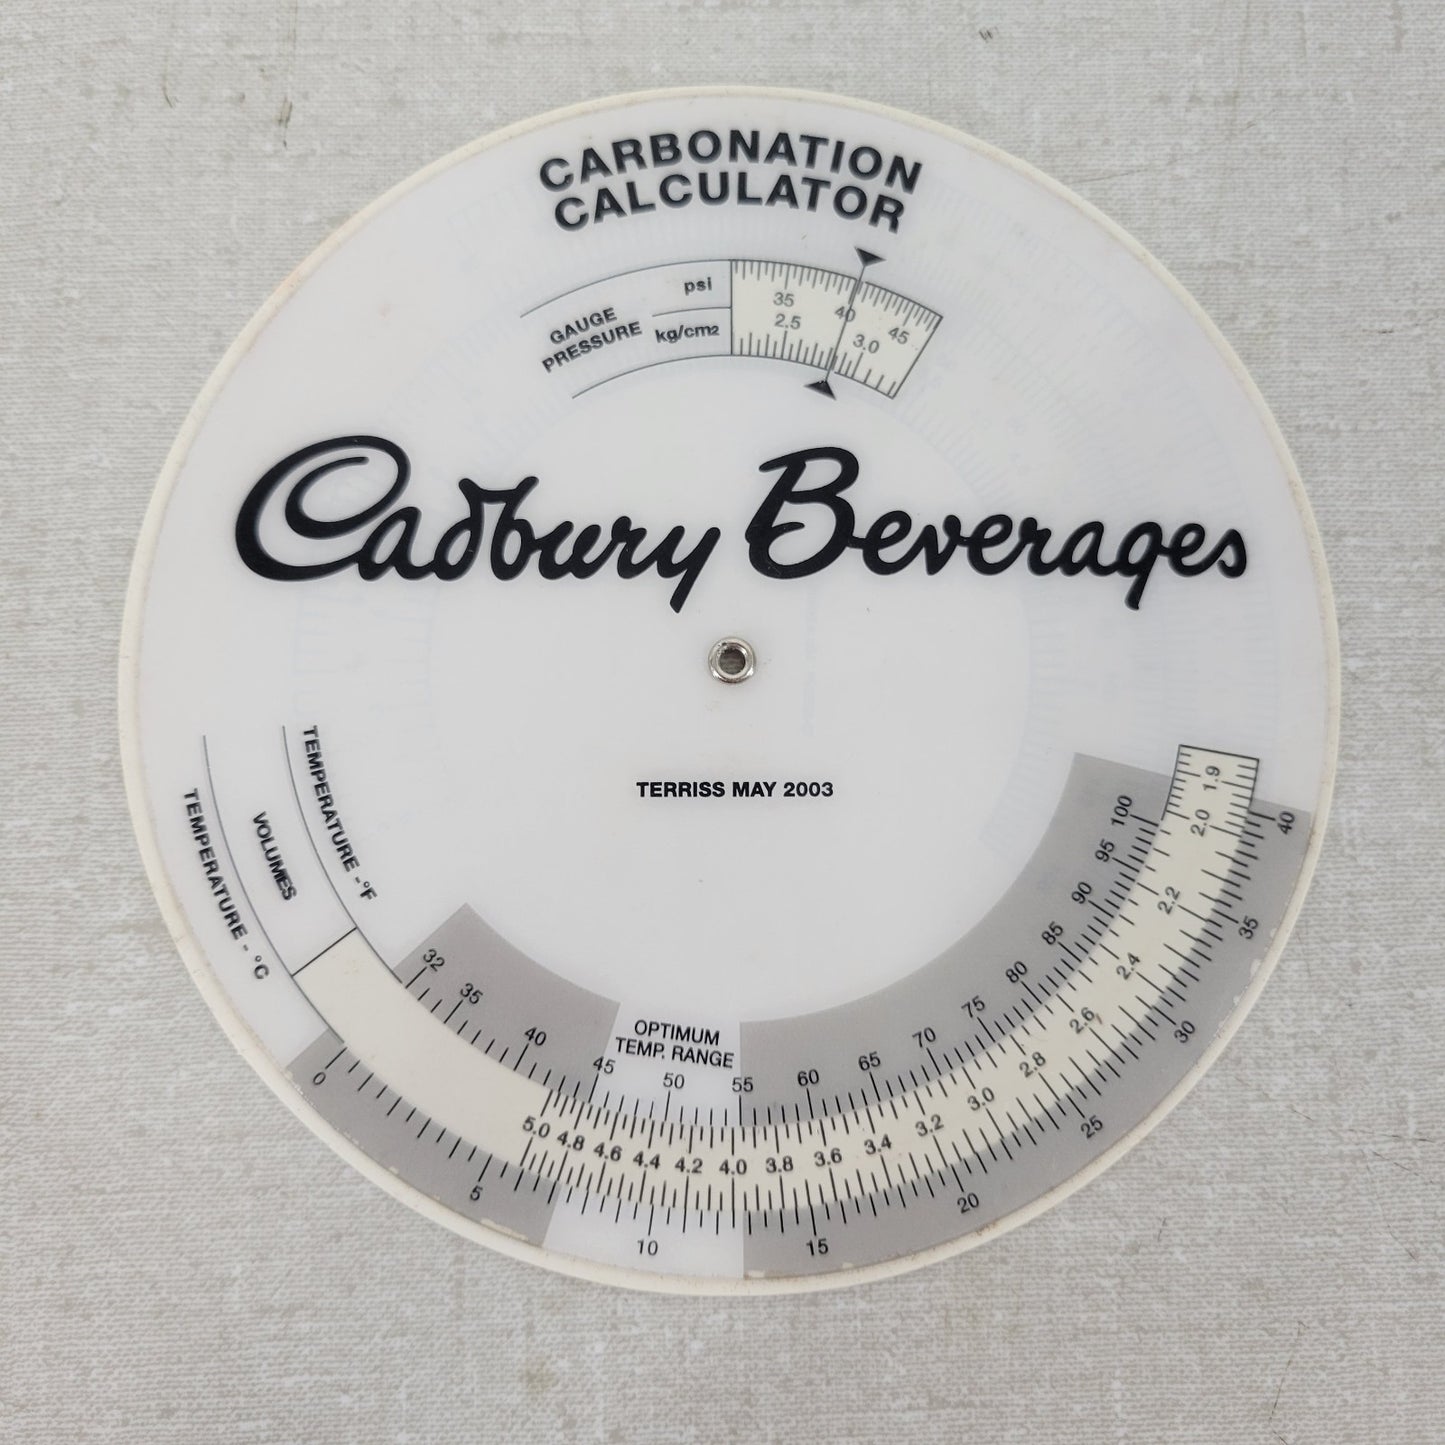 CARBONATION
CALCULATOR
psi
GAUGE
PRESSURE
kg/cm2
35 40 45
2.5 3.0
Cadbury Beverages
TERRISS MAY 2003
TEMPERATURE - °F
VOLUMES
TEMPERATURE - °C
OPTIMUM
TEMP. RANGE
32 35 40 45 50 55 60 65 70 75 80 85 90 95 100
5.0 4.8 4.6 4.4 4.2 4.0 3.8 3.6 3.4 3.2 3.0 2.8 2.6 2.4 2.2 2.0 1.9
0 5 10 15 20 25 30 35 40